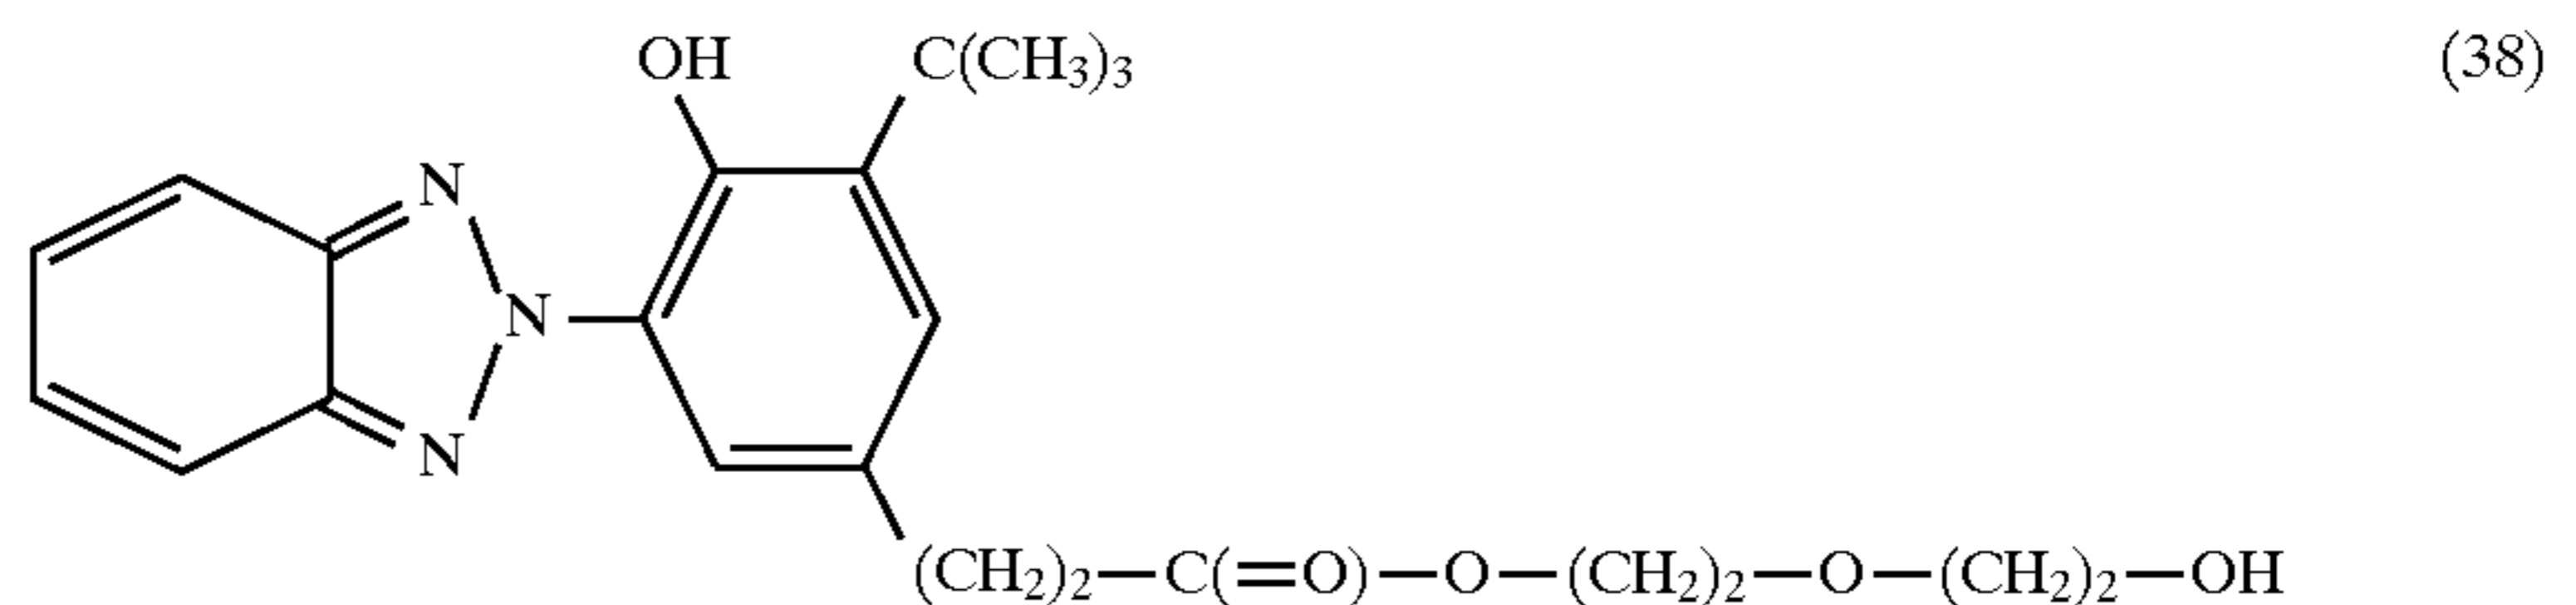 OH C(CH₃)₃ (38)
N
N
N
(CH₂)₂—C(=O)—O—(CH₂)₂—O—(CH₂)₂—OH